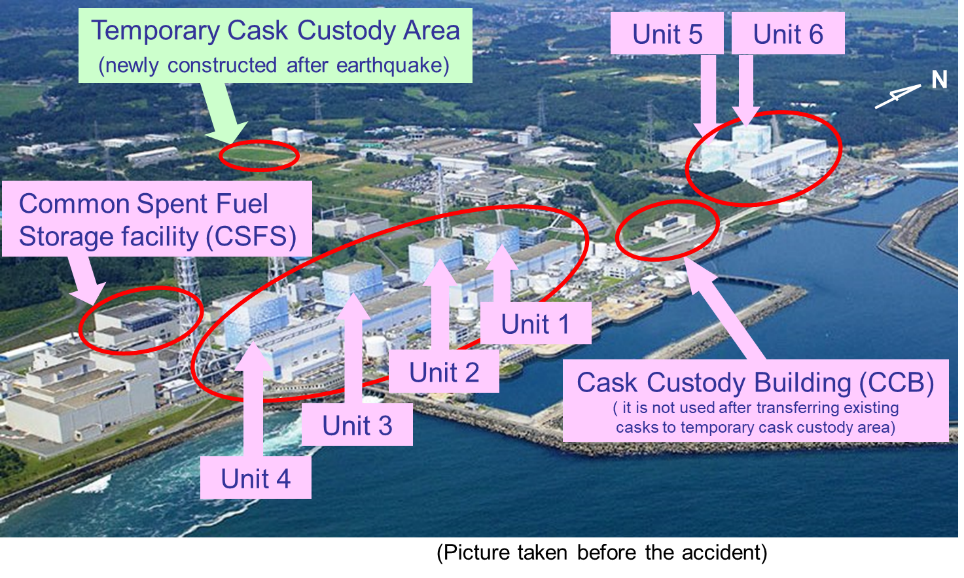 Temporary Cask Custody Area
(newly constructed after earthquake)
Unit 5
Unit 6
N
Common Spent Fuel
Storage facility (CSFS)
Unit 1
Unit 2
Unit 3
Unit 4
Cask Custody Building (CCB)
( it is not used after transferring existing
casks to temporary cask custody area)
(Picture taken before the accident)